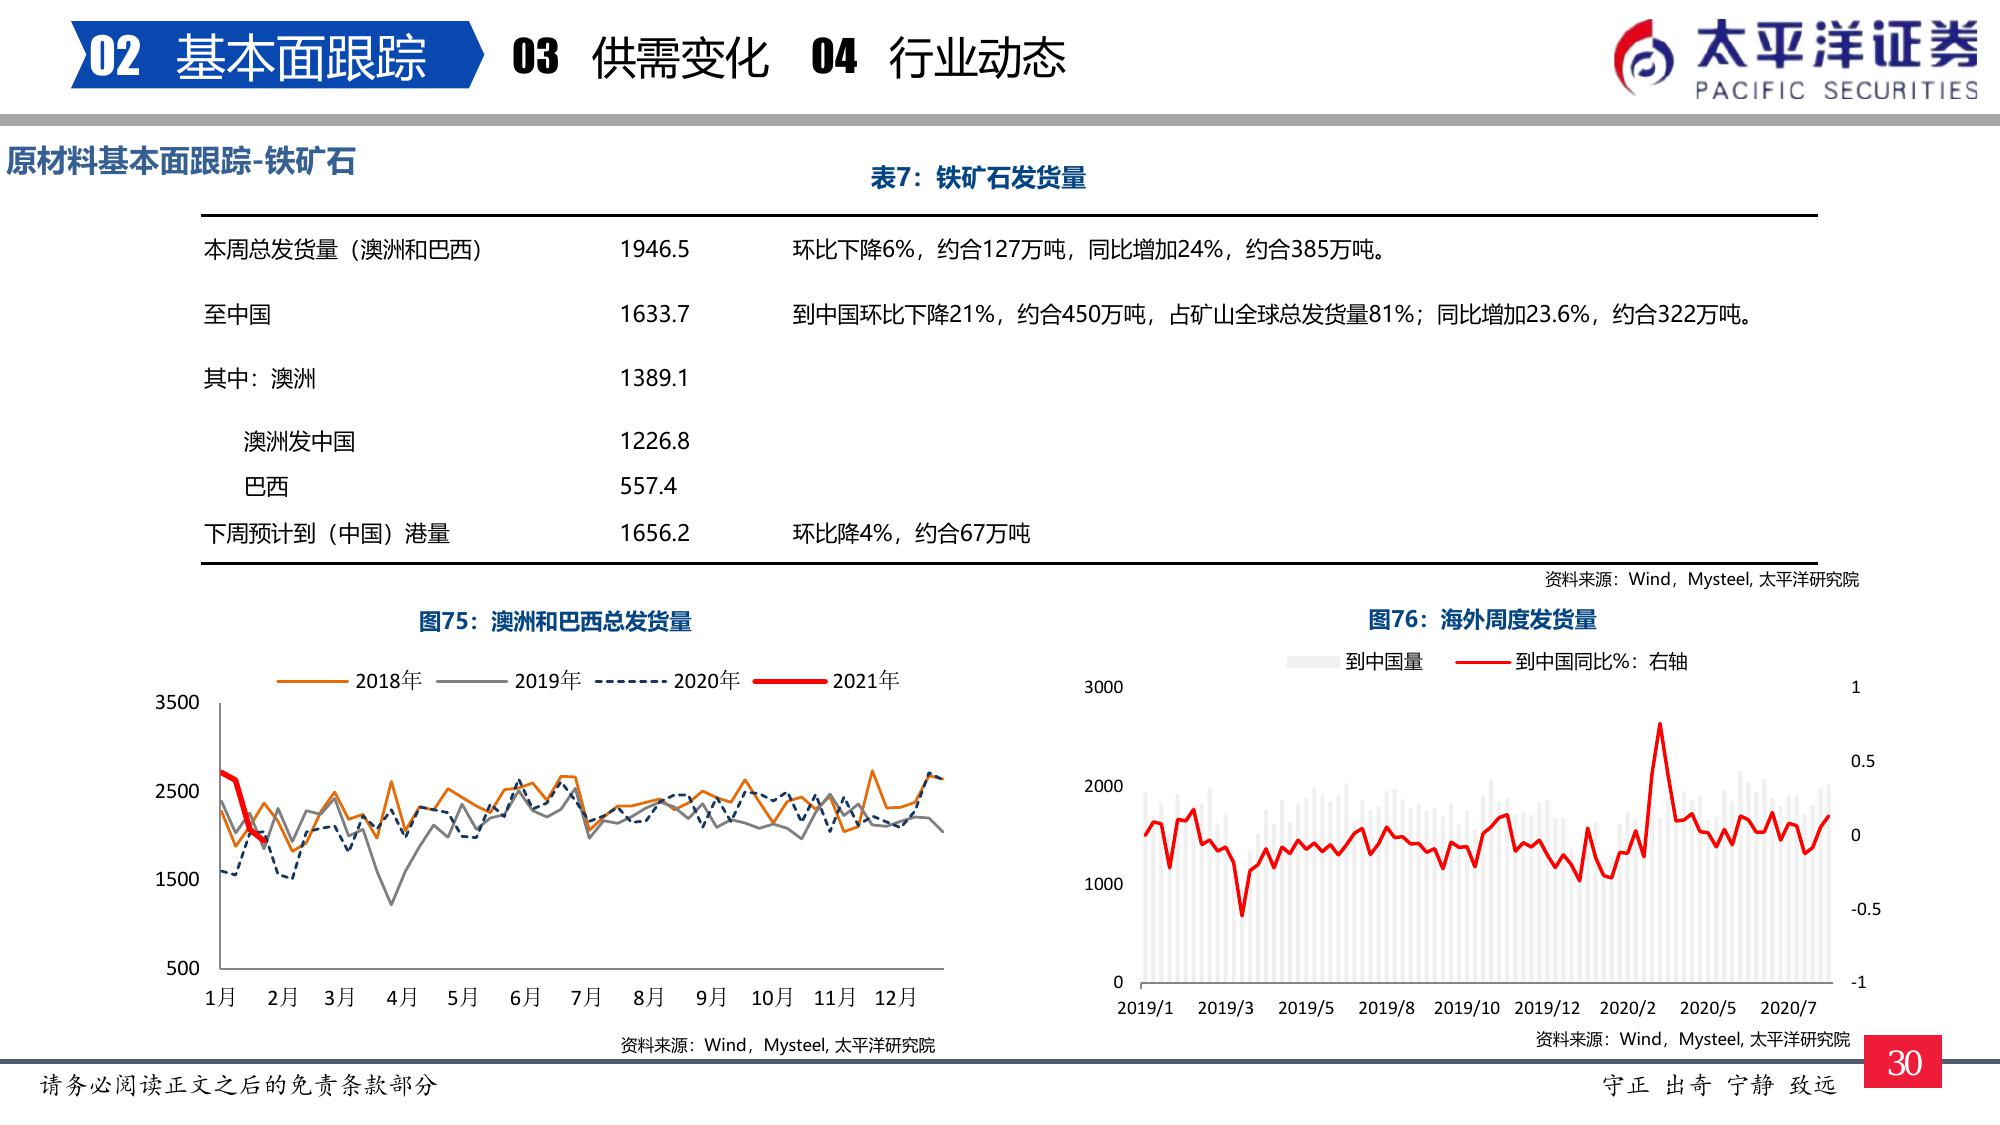 02 基本面跟踪 03 供需变化 04 行业动态
太平洋证券
PACIFIC SECURITIES
原材料基本面跟踪-铁矿石
表7：铁矿石发货量
本周总发货量（澳洲和巴西） 1946.5 环比下降6%，约合127万吨，同比增加24%，约合385万吨。
至中国 1633.7 到中国环比下降21%，约合450万吨，占矿山全球总发货量81%；同比增加23.6%，约合322万吨。
其中：澳洲 1389.1
澳洲发中国 1226.8
巴西 557.4
下周预计到（中国）港量 1656.2 环比降4%，约合67万吨
资料来源：Wind，Mysteel, 太平洋研究院
图75：澳洲和巴西总发货量
2018年 2019年 2020年 2021年
3500
2500
1500
500
1月 2月 3月 4月 5月 6月 7月 8月 9月 10月 11月 12月
资料来源：Wind，Mysteel, 太平洋研究院
图76：海外周度发货量
到中国量 到中国同比%：右轴
3000 1
0.5
2000
0
1000
-0.5
0 -1
2019/1 2019/3 2019/5 2019/8 2019/10 2019/12 2020/2 2020/5 2020/7
资料来源：Wind，Mysteel, 太平洋研究院
请务必阅读正文之后的免责条款部分
守正 出奇 宁静 致远
30